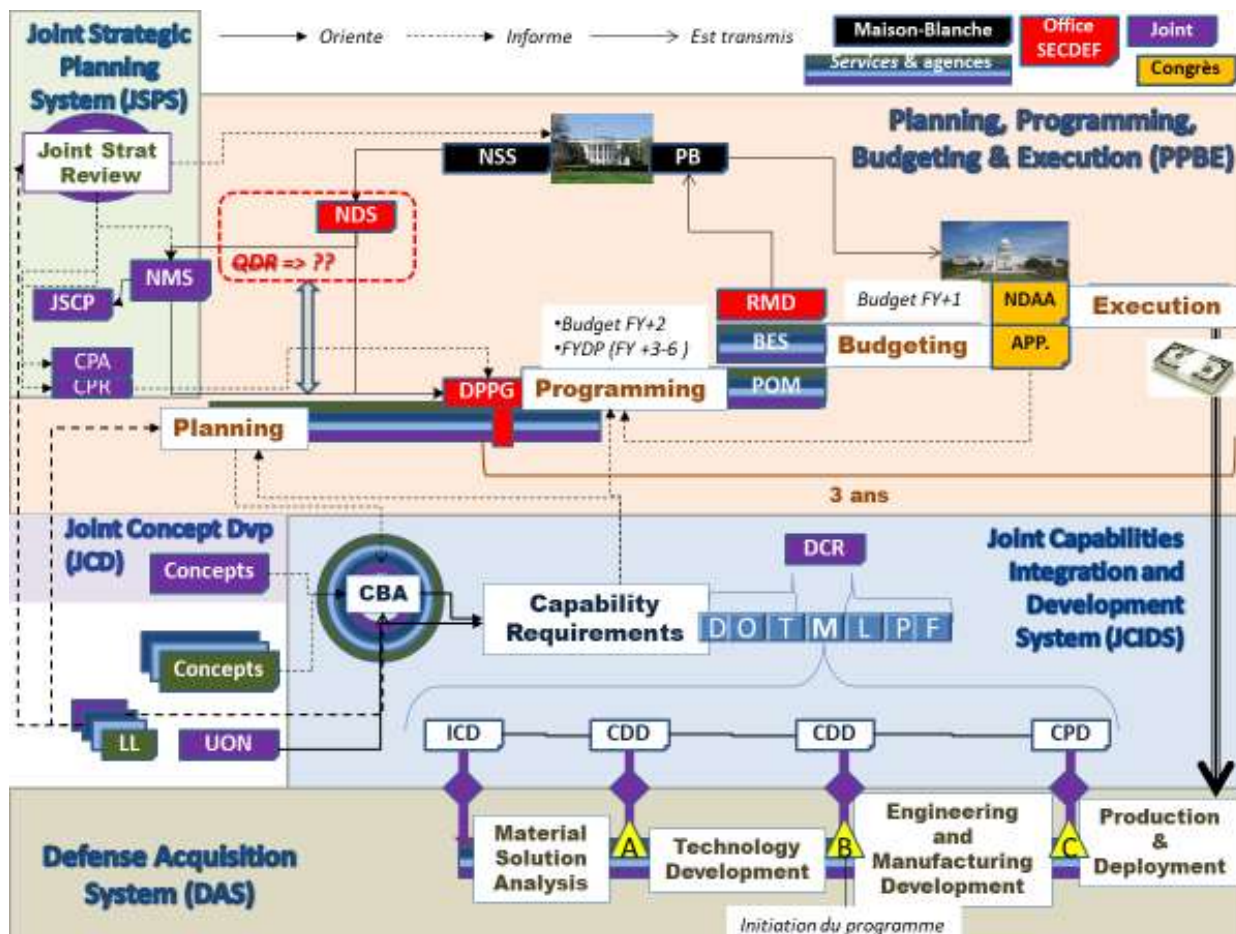 Joint Strategic
Planning
System (JSPS)
Oriente
Informe
Est transmis
Maison-Blanche
Office
SECDEF
Joint
Services & agences
Congrès
Planning, Programming,
Budgeting & Execution (PPBE)
Joint Strat
Review
NSS
PB
NDS
QDR => ??
NMS
JSCP
CPA
CPR
RMD
Budget FY+1
NDAA
Execution
•Budget FY+2
•FYDP (FY +3-6 )
BES
Budgeting
APP.
DPPG
Programming
POM
Planning
3 ans
Joint Concept Dvp
(JCD)
Concepts
CBA
Capability
Requirements
DCR
D O T M L P F
Joint Capabilities
Integration and
Development
System (JCIDS)
Concepts
LL
UON
ICD
CDD
CDD
CPD
Defense Acquisition
System (DAS)
Material
Solution
Analysis
A
Technology
Development
B
Engineering
and
Manufacturing
Development
C
Production
&
Deployment
Initiation du programme